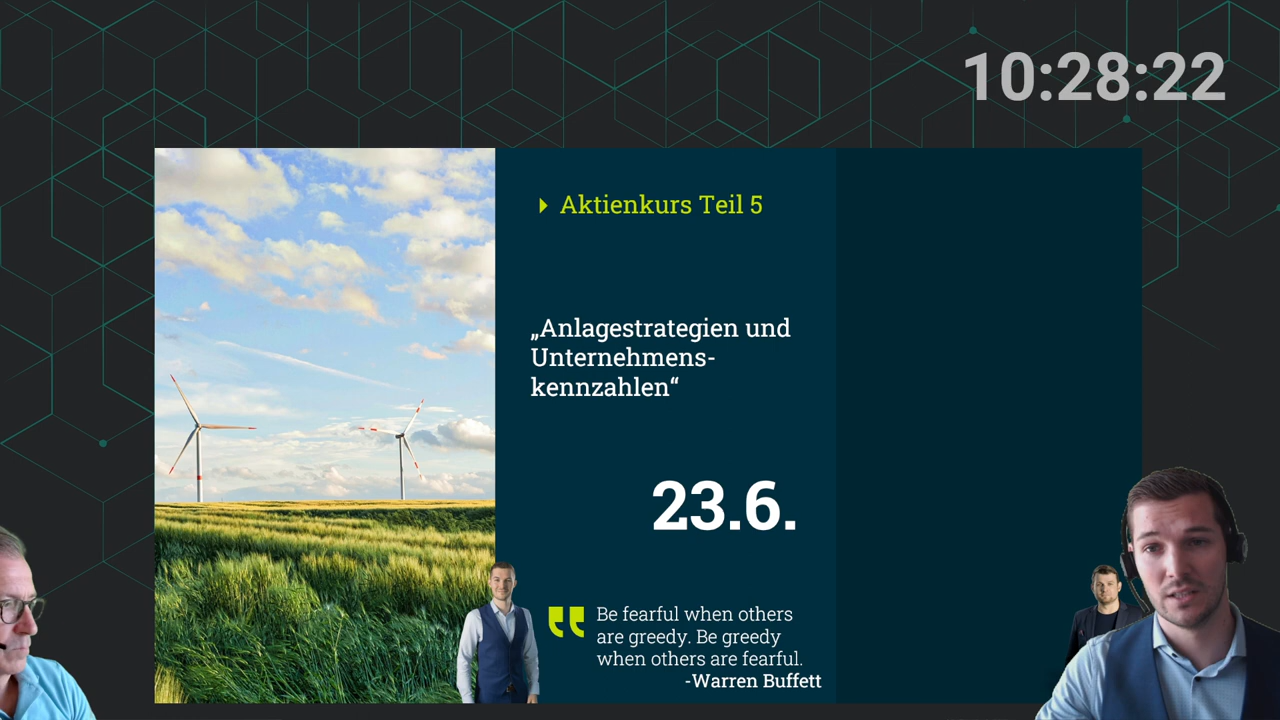 10:28:22
Aktienkurs Teil 5
„Anlagestrategien und
Unternehmens-
kennzahlen“
23.6.
Be fearful when others
are greedy. Be greedy
when others are fearful.
-Warren Buffett